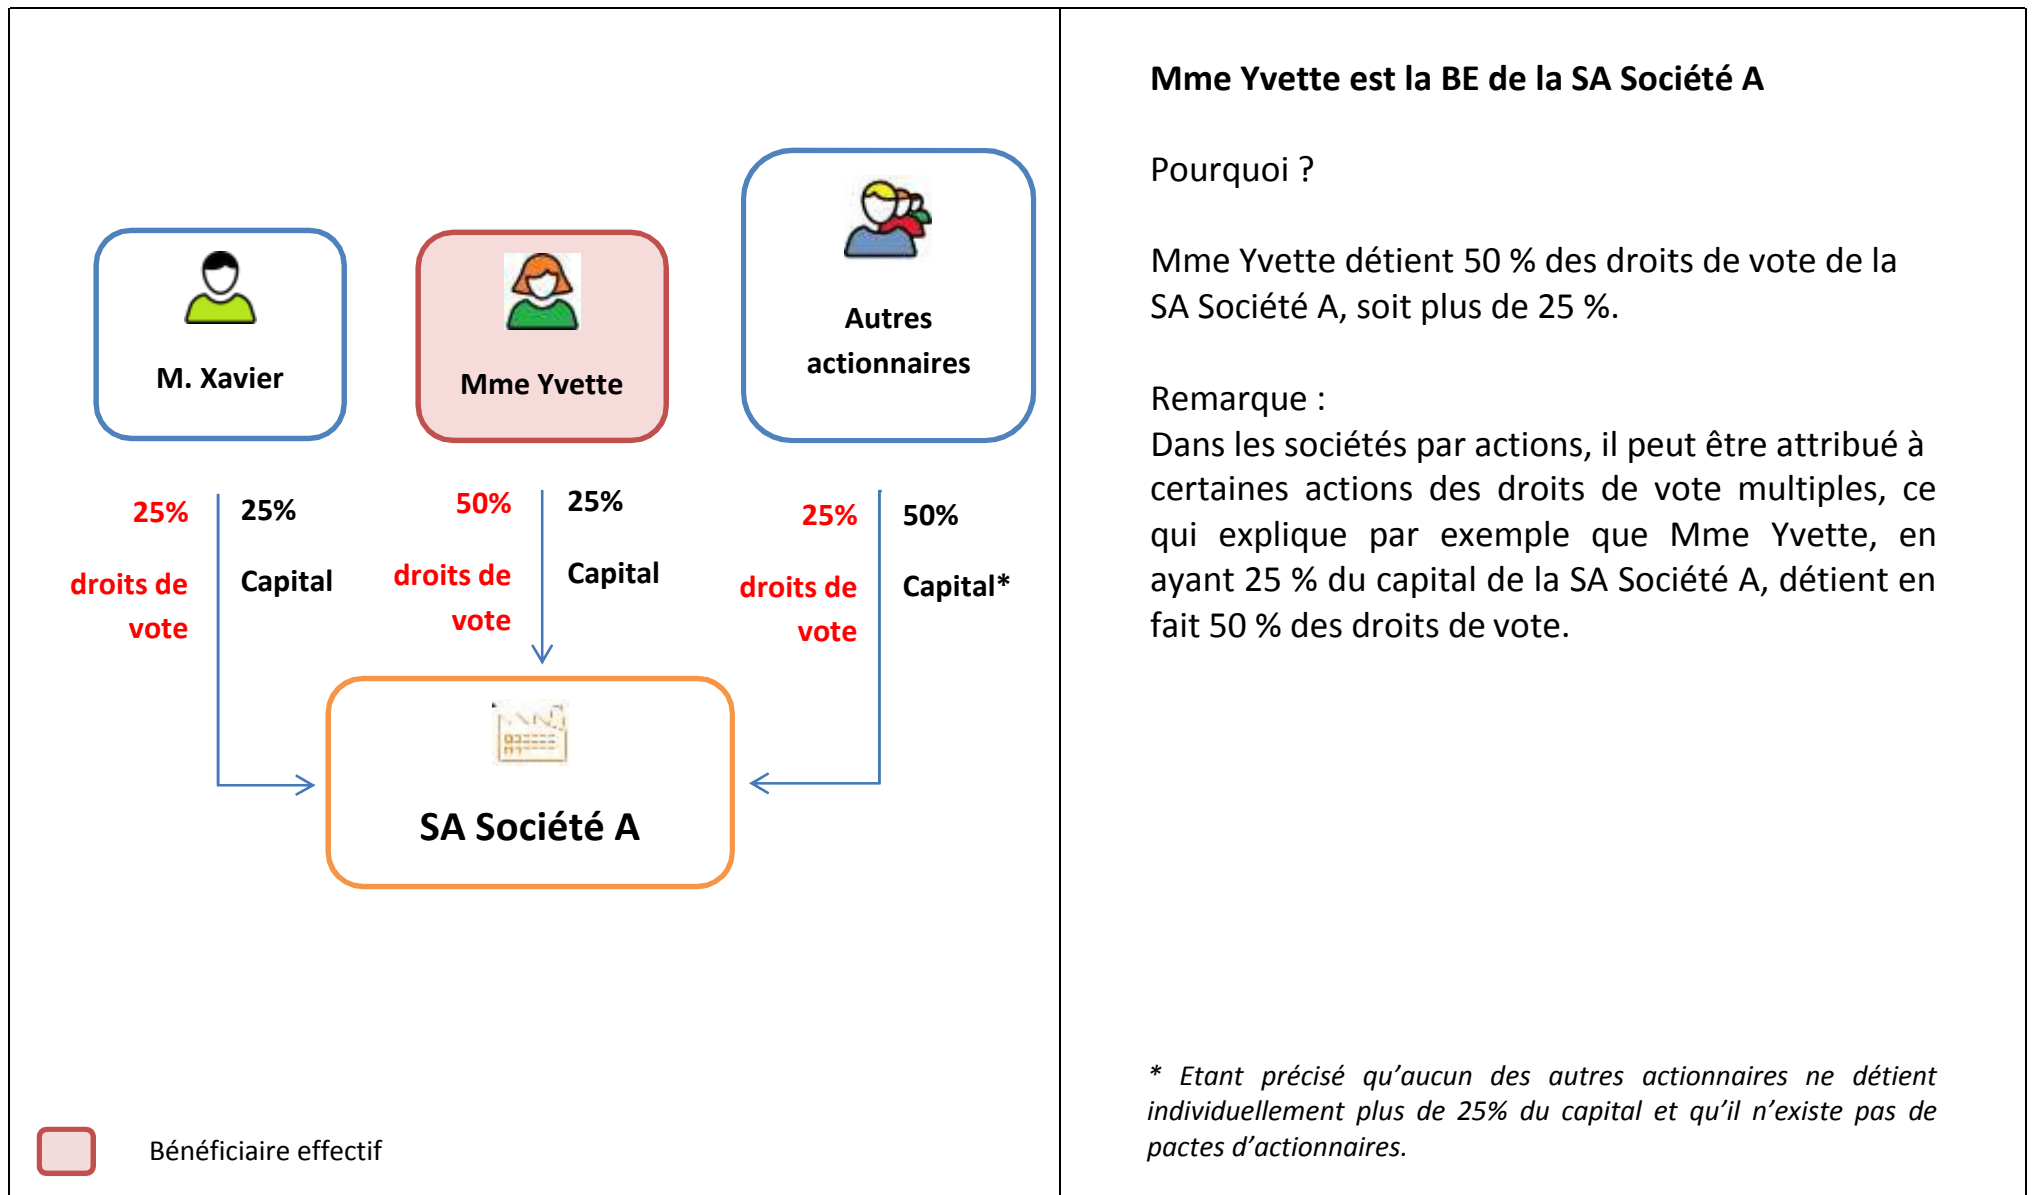 M. Xavier
Mme Yvette
Autres
actionnaires
25%
droits de
vote
25%
Capital
50%
droits de
vote
25%
Capital
25%
droits de
vote
50%
Capital*
SA Société A
Bénéficiaire effectif
Mme Yvette est la BE de la SA Société A
Pourquoi ?
Mme Yvette détient 50 % des droits de vote de la
SA Société A, soit plus de 25 %.
Remarque :
Dans les sociétés par actions, il peut être attribué à
certaines actions des droits de vote multiples, ce
qui explique par exemple que Mme Yvette, en
ayant 25 % du capital de la SA Société A, détient en
fait 50 % des droits de vote.
* Etant précisé qu’aucun des autres actionnaires ne détient
individuellement plus de 25% du capital et qu’il n’existe pas de
pactes d’actionnaires.